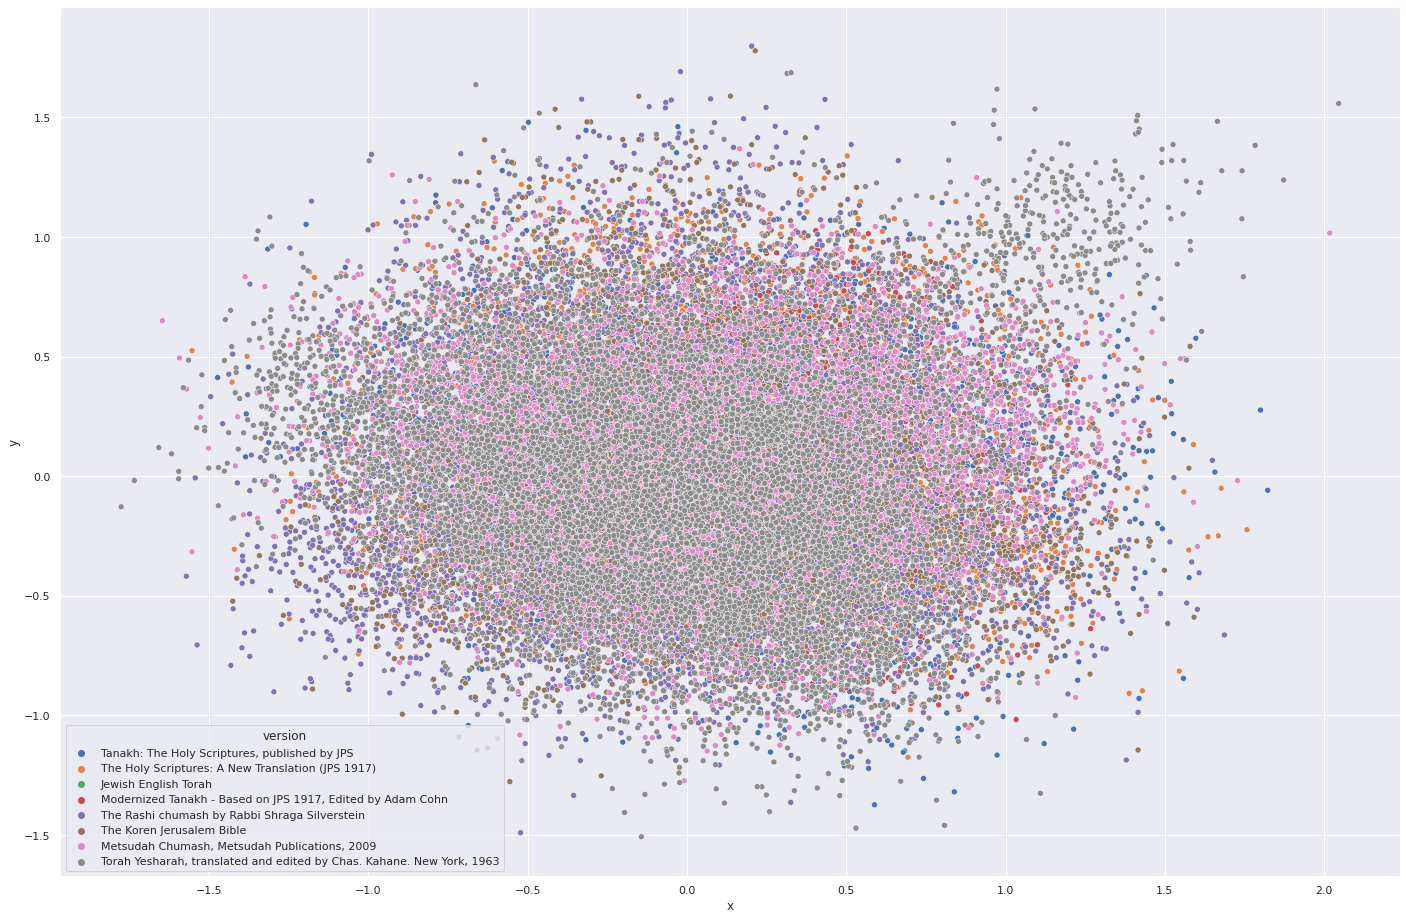 1.5
1.0
0.5
0.0
−0.5
−1.0
−1.5
y
version
Tanakh: The Holy Scriptures, published by JPS
The Holy Scriptures: A New Translation (JPS 1917)
Jewish English Torah
Modernized Tanakh - Based on JPS 1917, Edited by Adam Cohn
The Rashi chumash by Rabbi Shraga Silverstein
The Koren Jerusalem Bible
Metsudah Chumash, Metsudah Publications, 2009
Torah Yesharah, translated and edited by Chas. Kahane. New York, 1963
−1.5 −1.0 −0.5 0.0 0.5 1.0 1.5 2.0
x